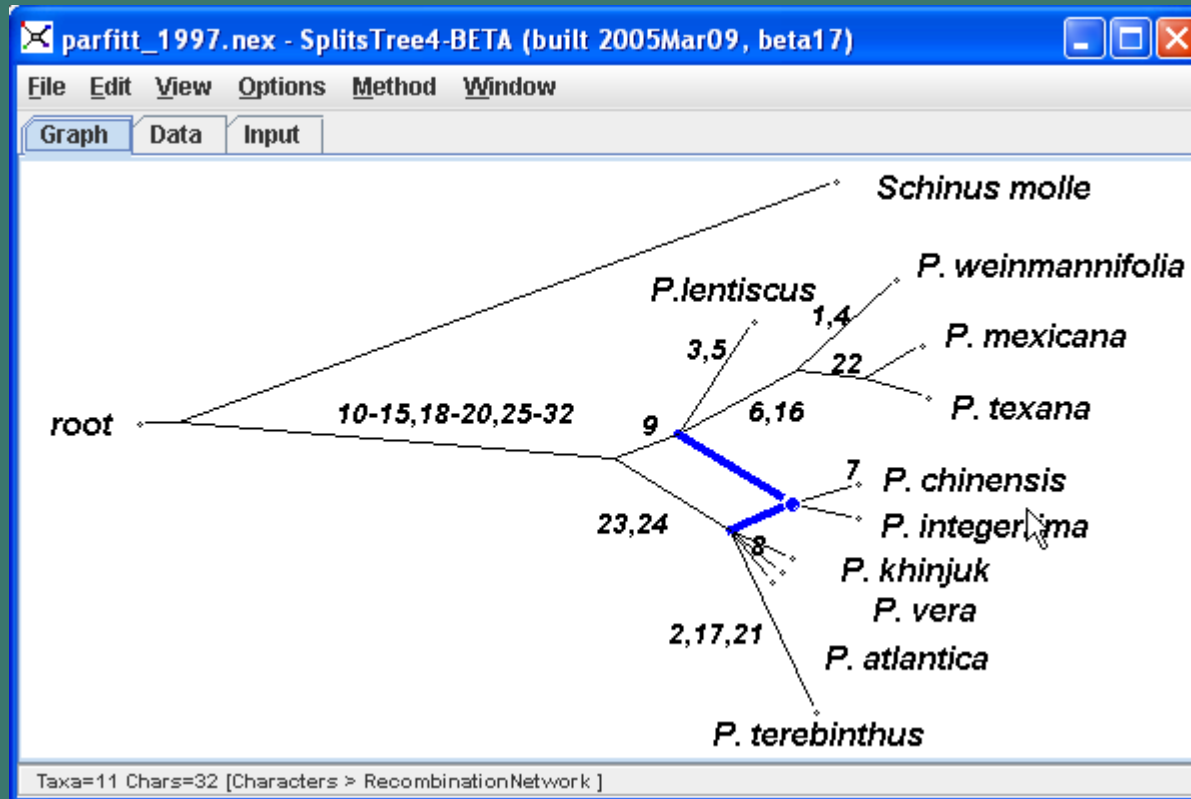 parfitt_1997.nex - SplitsTree4-BETA (built 2005Mar09, beta17)
File Edit View Options Method Window
Graph Data Input
Schinus molle
P. weinmannifolia
P.lentiscus
1,4
P. mexicana
3,5
22
10-15,18-20,25-32
P. texana
root
9
6,16
7
P. chinensis
23,24
P. integer ma
8
P. khinjuk
P. vera
2,17,21
P. atlantica
P. terebinthus
Taxa=11 Chars=32 [Characters > RecombinationNetwork ]